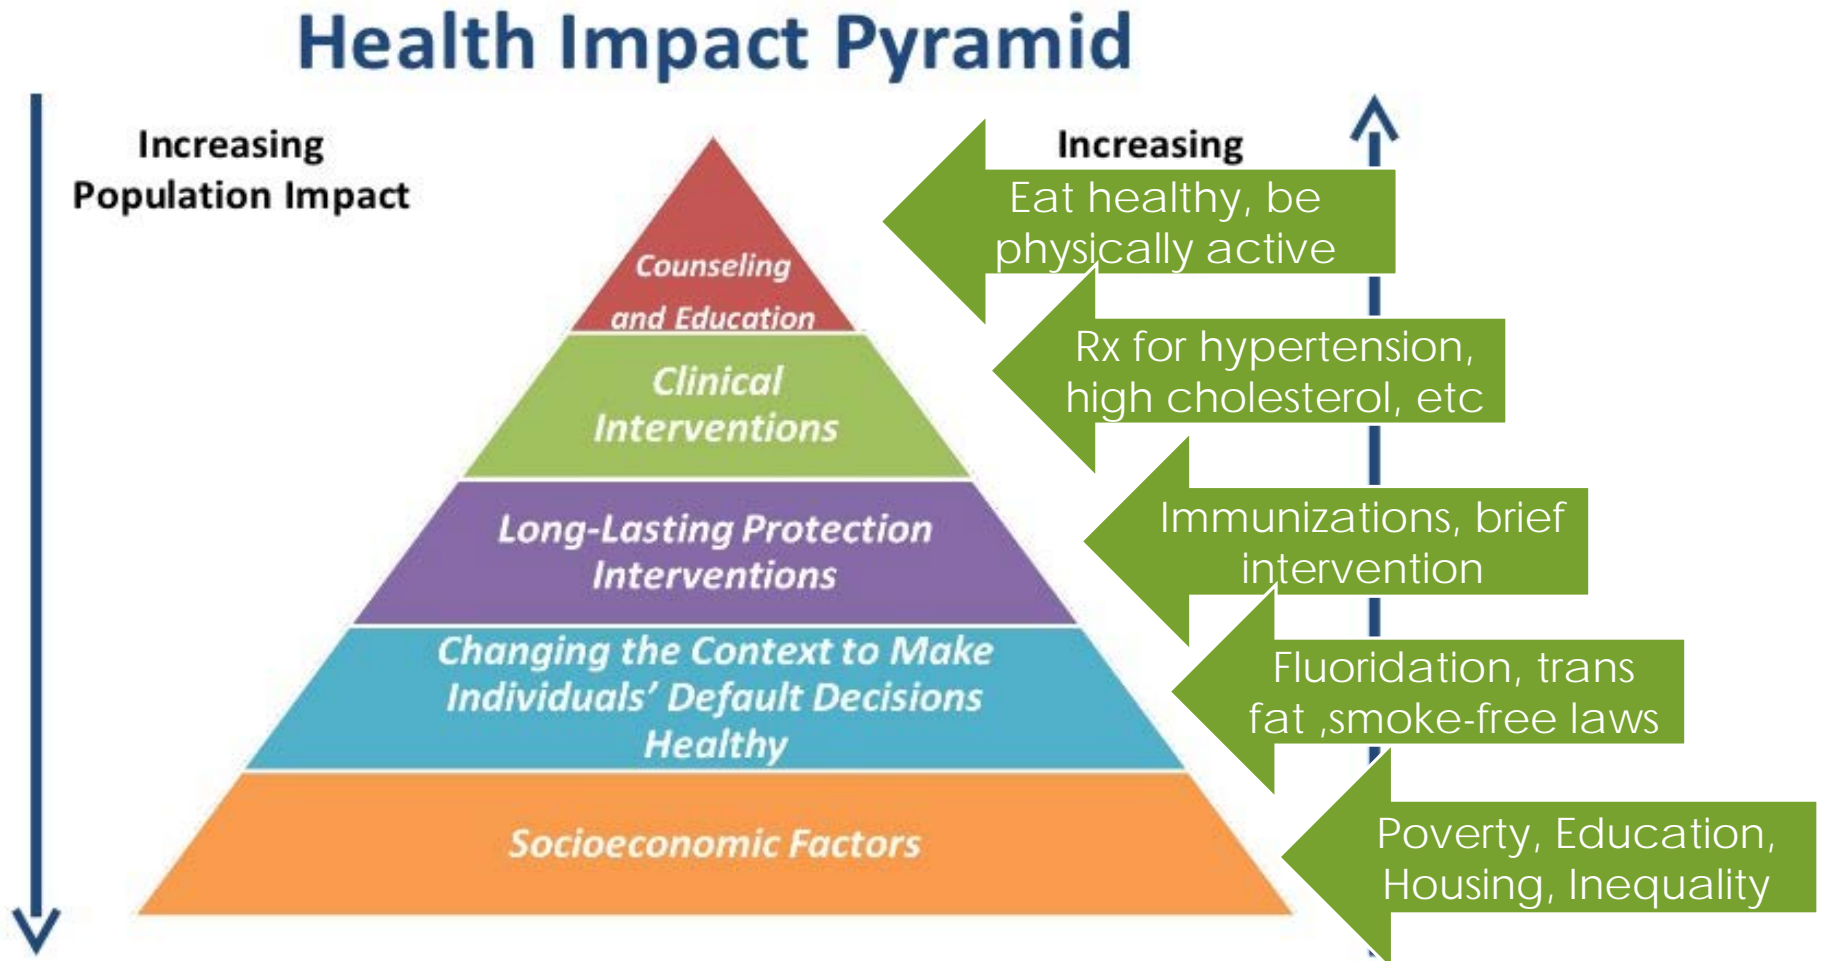 Health Impact Pyramid
Increasing
Population Impact
Increasing
Counseling
and Education
Clinical
Interventions
Long-Lasting Protection
Interventions
Changing the Context to Make
Individuals’ Default Decisions
Healthy
Socioeconomic Factors
Eat healthy, be
physically active
Rx for hypertension,
high cholesterol, etc
Immunizations, brief
intervention
Fluoridation, trans
fat ,smoke-free laws
Poverty, Education,
Housing, Inequality